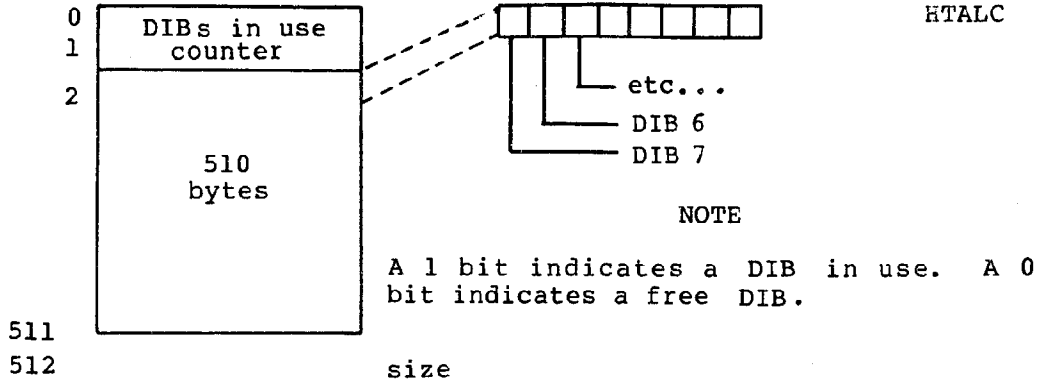 HTALC
0
DIBs in use
1
counter
2
etc...
DIB 6
DIB 7
510
bytes
NOTE
A 1 bit indicates a DIB in use. A 0
bit indicates a free DIB.
511
512
size